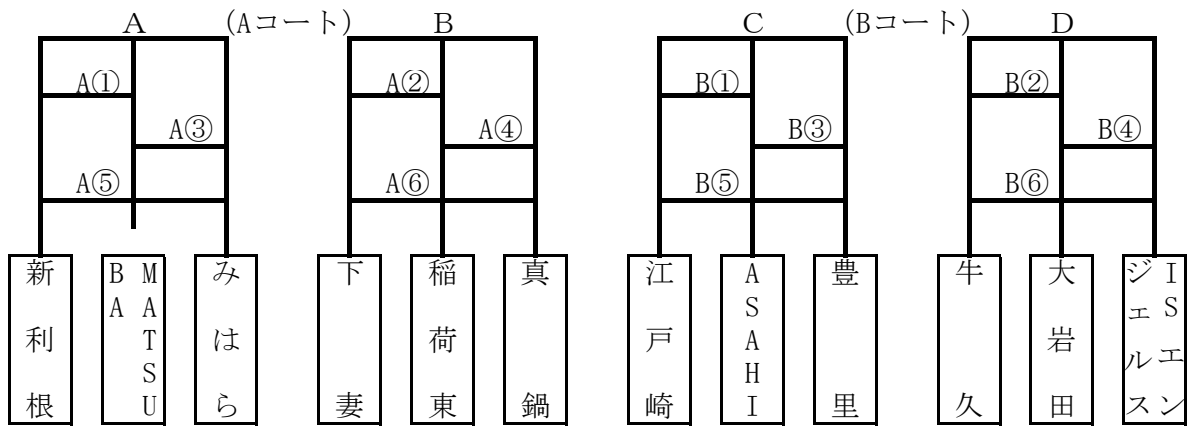 A (Aコート) B C (Bコート) D
A① A② B① B②
A③ A④ B③ B④
A⑤ A⑥ B⑤ B⑥
新利根
MATSU
BA
みはら
下妻
稲荷東
真鍋
江戸崎
ASAHI
豊里
牛久
大岩田
ISエン
ジェルス